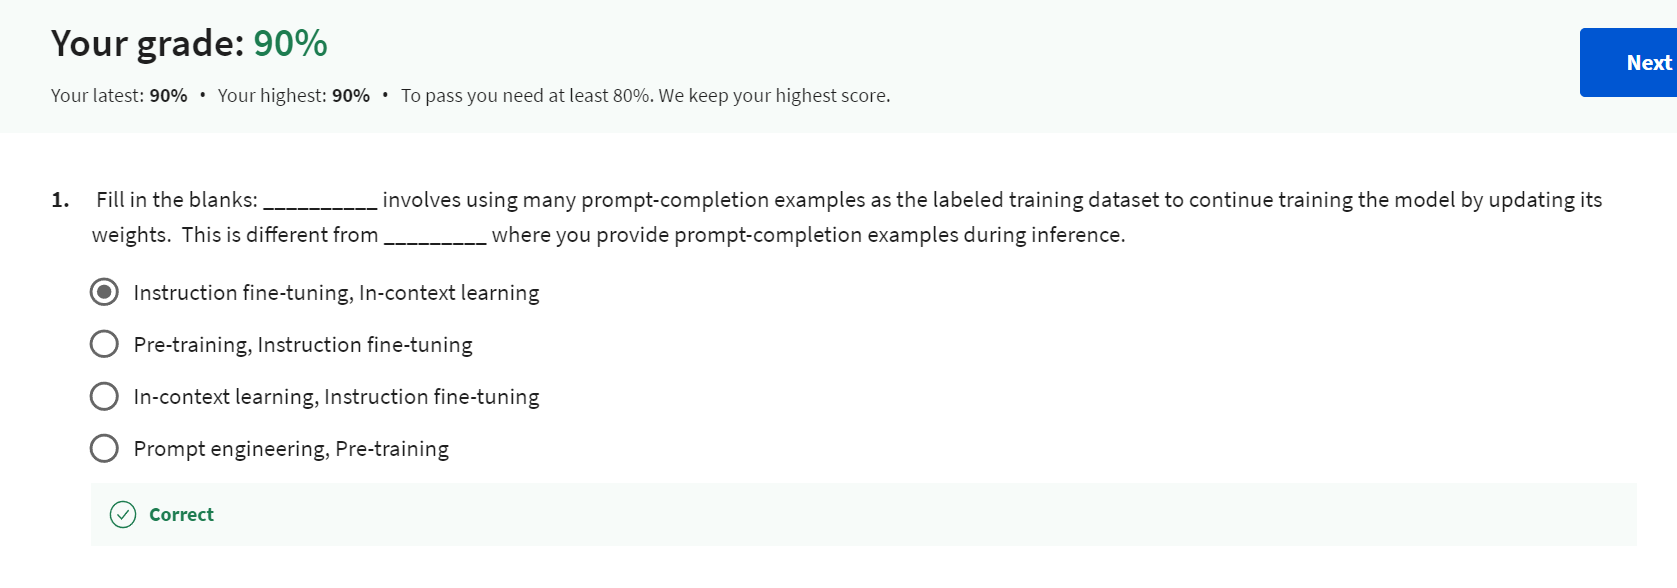 Your grade: 90%
Next
Your latest: 90% • Your highest: 90% • To pass you need at least 80%. We keep your highest score.
1. Fill in the blanks: __________ involves using many prompt-completion examples as the labeled training dataset to continue training the model by updating its
weights. This is different from _________ where you provide prompt-completion examples during inference.
Instruction fine-tuning, In-context learning
Pre-training, Instruction fine-tuning
In-context learning, Instruction fine-tuning
Prompt engineering, Pre-training
Correct